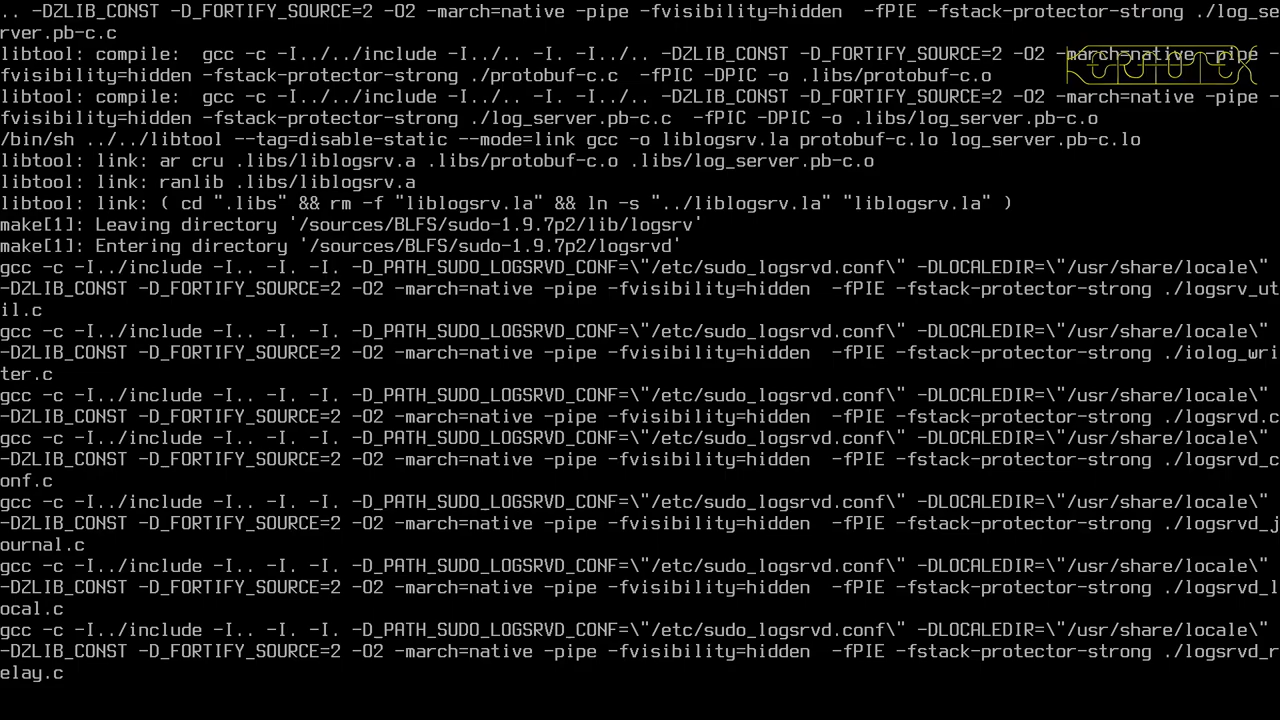 .. -DZLIB_CONST -D_FORTIFY_SOURCE=2 -O2 -march=native -pipe -fvisibility=hidden  -fPIE -fstack-protector-strong ./log_se
rver.pb-c.c
libtool: compile:  gcc -c -I../../include -I../.. -I. -I../.. -DZLIB_CONST -D_FORTIFY_SOURCE=2 -O2 -march=native -pipe -
fvisibility=hidden -fstack-protector-strong ./protobuf-c.c  -fPIC -DPIC -o .libs/protobuf-c.o
libtool: compile:  gcc -c -I../../include -I../.. -I. -I../.. -DZLIB_CONST -D_FORTIFY_SOURCE=2 -O2 -march=native -pipe -
fvisibility=hidden -fstack-protector-strong ./log_server.pb-c.c  -fPIC -DPIC -o .libs/log_server.pb-c.o
/bin/sh ../../libtool --tag=disable-static --mode=link gcc -o liblogsrv.la protobuf-c.lo log_server.pb-c.lo
libtool: link: ar cru .libs/liblogsrv.a .libs/protobuf-c.o .libs/log_server.pb-c.o
libtool: link: ranlib .libs/liblogsrv.a
libtool: link: ( cd ".libs" && rm -f "liblogsrv.la" && ln -s "../liblogsrv.la" "liblogsrv.la" )
make[1]: Leaving directory '/sources/BLFS/sudo-1.9.7p2/lib/logsrv'
make[1]: Entering directory '/sources/BLFS/sudo-1.9.7p2/logsrvd'
gcc -c -I../include -I.. -I. -I. -D_PATH_SUDO_LOGSRVD_CONF=\"/etc/sudo_logsrvd.conf\" -DLOCALEDIR=\"/usr/share/locale\"
-DZLIB_CONST -D_FORTIFY_SOURCE=2 -O2 -march=native -pipe -fvisibility=hidden  -fPIE -fstack-protector-strong ./logsrv_ut
il.c
gcc -c -I../include -I.. -I. -I. -D_PATH_SUDO_LOGSRVD_CONF=\"/etc/sudo_logsrvd.conf\" -DLOCALEDIR=\"/usr/share/locale\"
-DZLIB_CONST -D_FORTIFY_SOURCE=2 -O2 -march=native -pipe -fvisibility=hidden  -fPIE -fstack-protector-strong ./iolog_wri
ter.c
gcc -c -I../include -I.. -I. -I. -D_PATH_SUDO_LOGSRVD_CONF=\"/etc/sudo_logsrvd.conf\" -DLOCALEDIR=\"/usr/share/locale\"
-DZLIB_CONST -D_FORTIFY_SOURCE=2 -O2 -march=native -pipe -fvisibility=hidden  -fPIE -fstack-protector-strong ./logsrvd.c
gcc -c -I../include -I.. -I. -I. -D_PATH_SUDO_LOGSRVD_CONF=\"/etc/sudo_logsrvd.conf\" -DLOCALEDIR=\"/usr/share/locale\"
-DZLIB_CONST -D_FORTIFY_SOURCE=2 -O2 -march=native -pipe -fvisibility=hidden  -fPIE -fstack-protector-strong ./logsrvd_c
onf.c
gcc -c -I../include -I.. -I. -I. -D_PATH_SUDO_LOGSRVD_CONF=\"/etc/sudo_logsrvd.conf\" -DLOCALEDIR=\"/usr/share/locale\"
-DZLIB_CONST -D_FORTIFY_SOURCE=2 -O2 -march=native -pipe -fvisibility=hidden  -fPIE -fstack-protector-strong ./logsrvd_j
ournal.c
gcc -c -I../include -I.. -I. -I. -D_PATH_SUDO_LOGSRVD_CONF=\"/etc/sudo_logsrvd.conf\" -DLOCALEDIR=\"/usr/share/locale\"
-DZLIB_CONST -D_FORTIFY_SOURCE=2 -O2 -march=native -pipe -fvisibility=hidden  -fPIE -fstack-protector-strong ./logsrvd_l
ocal.c
gcc -c -I../include -I.. -I. -I. -D_PATH_SUDO_LOGSRVD_CONF=\"/etc/sudo_logsrvd.conf\" -DLOCALEDIR=\"/usr/share/locale\"
-DZLIB_CONST -D_FORTIFY_SOURCE=2 -O2 -march=native -pipe -fvisibility=hidden  -fPIE -fstack-protector-strong ./logsrvd_r
elay.c